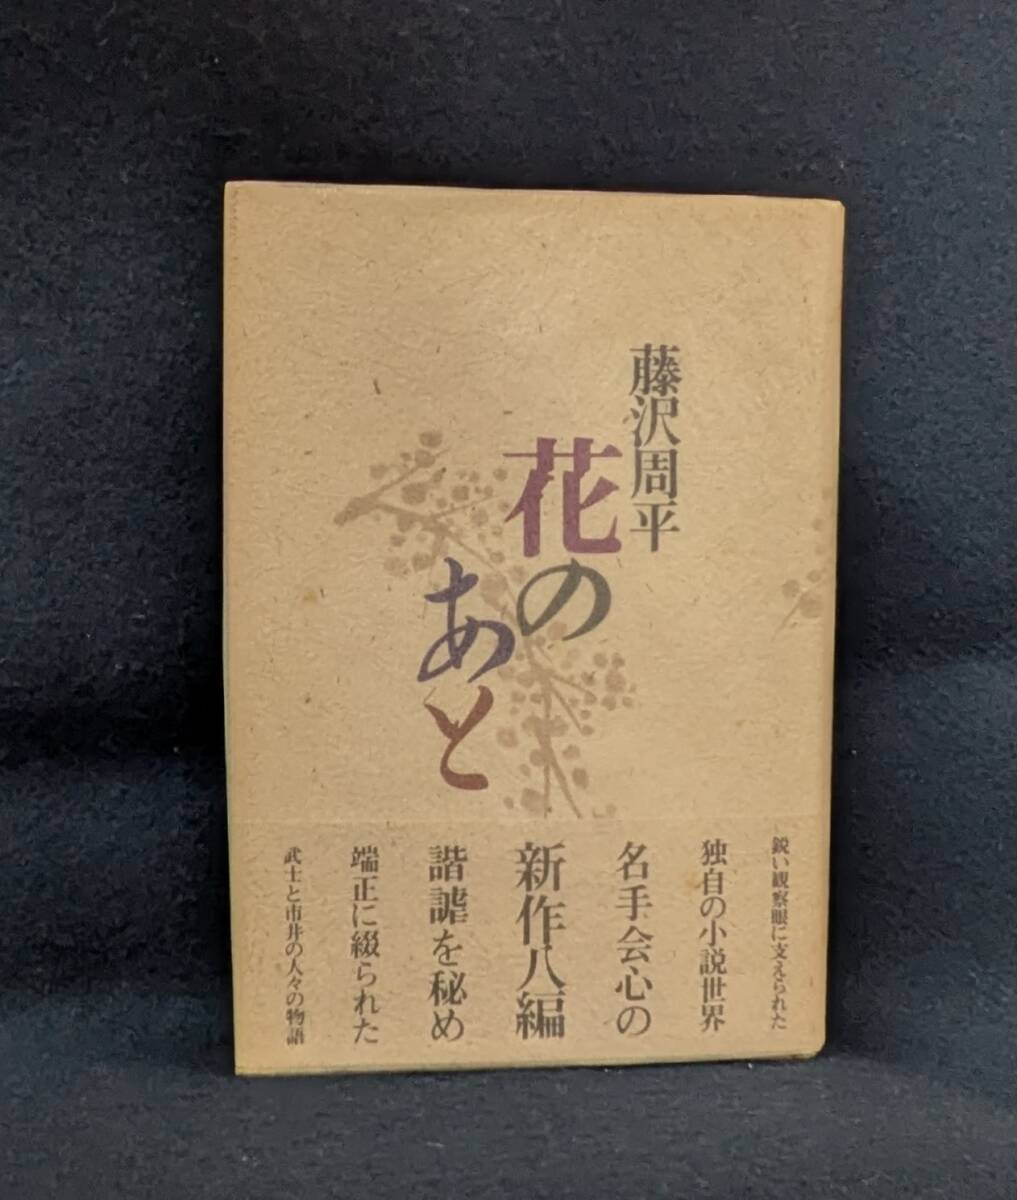 藤沢周平
花のあと
鋭い観察眼に支えられた
独自の小説世界
名手会心の
新作八編
諧謔を秘め
端正に綴られた
武士と市井の人々の物語